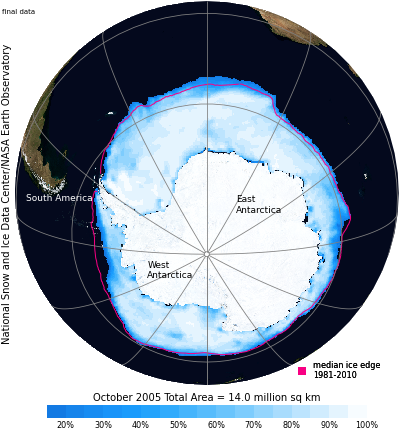 final data
National Snow and Ice Data Center/NASA Earth Observatory
South America
East
Antarctica
West
Antarctica
median ice edge
1981-2010
October 2005 Total Area = 14.0 million sq km
20% 30% 40% 50% 60% 70% 80% 90% 100%